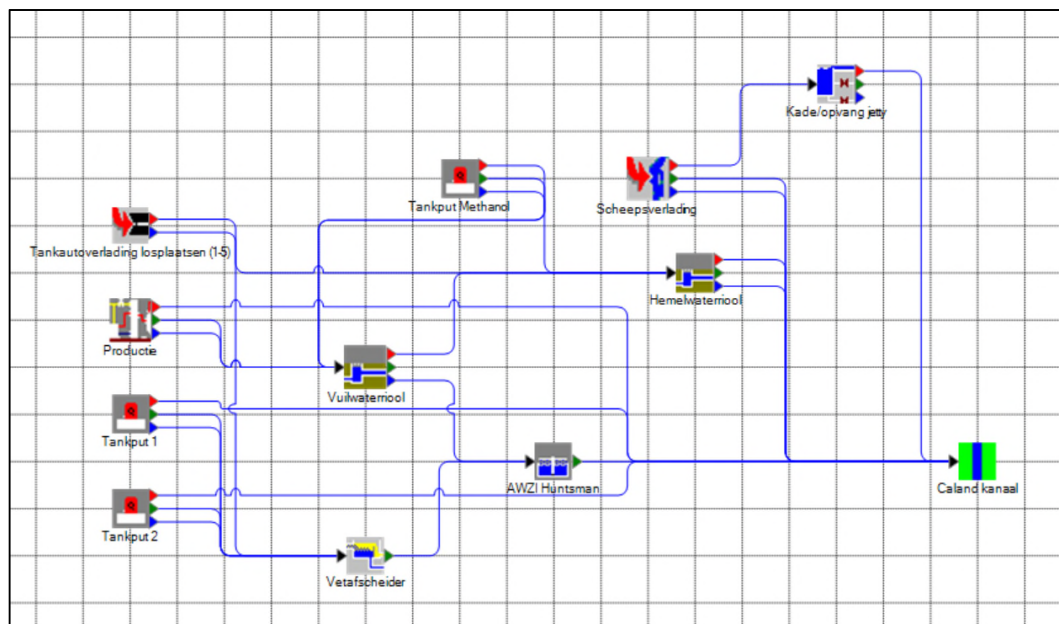 Kade/opvang jetty
Tankput Methanol
Scheepsverlading
Tankautoverlading losplaatsen (1-5)
Hemelwaterriool
Productie
Vuilwaterriool
Tankput 1
AWZI Huntsman
Caland kanaal
Tankput 2
Vetafscheider